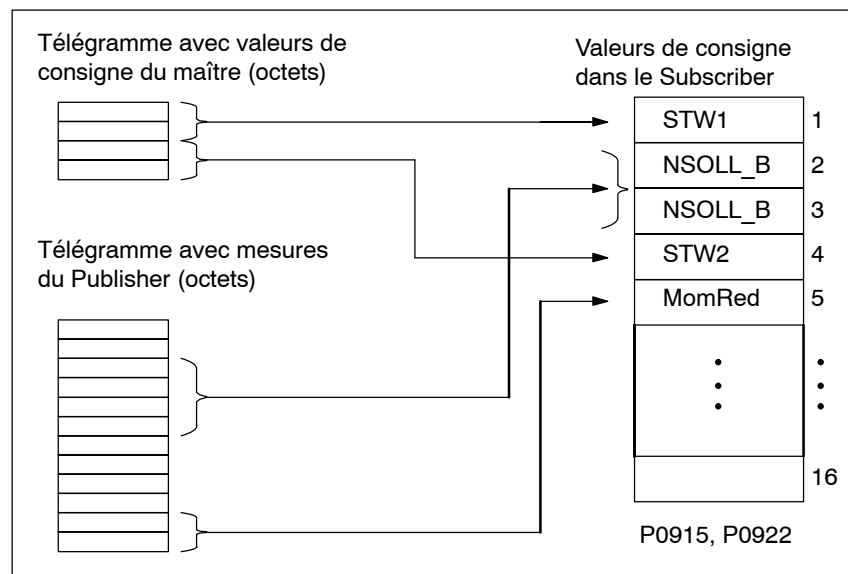 Télégramme avec valeurs de
consigne du maître (octets)
Valeurs de consigne
dans le Subscriber
STW1 1
NSOLL_B 2
NSOLL_B 3
Télégramme avec mesures
du Publisher (octets)
STW2 4
MomRed 5
16
P0915, P0922